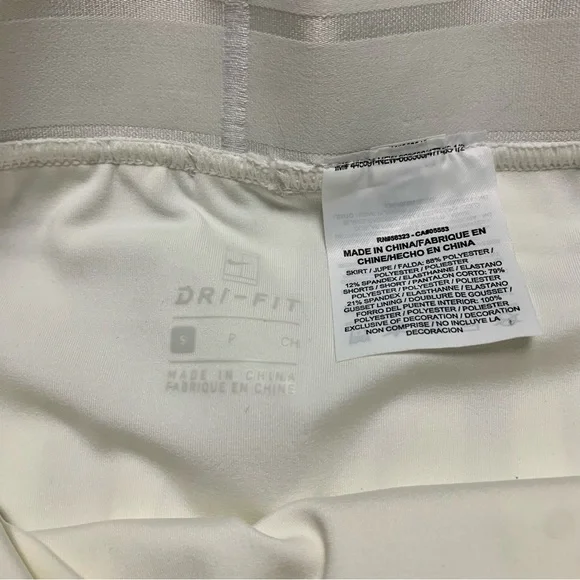 RN#56323 - CA#05553
MADE IN CHINA/FABRIQUE EN
CHINE/HECHO EN CHINA
SKIRT / JUPE / FALDA: 88% POLYESTER /
POLYESTER / POLIESTER
12% SPANDEX / ELASTHANNE / ELASTANO
SHORTS / SHORT / PANTALON CORTO: 79%
POLYESTER / POLYESTER / POLIESTER
21% SPANDEX / ELASTHANNE / ELASTANO
GUSSET LINING / DOUBLURE DE GOUSSET /
FORRO DEL PUENTE INTERIOR: 100%
POLYESTER / POLYESTER / POLIESTER
EXCLUSIVE OF DECORATION / DECORATION
NON COMPRISE / NO INCLUYE LA
DECORACION
DRI-FIT
S P CH
MADE IN CHINA
FABRIQUE EN CHINE